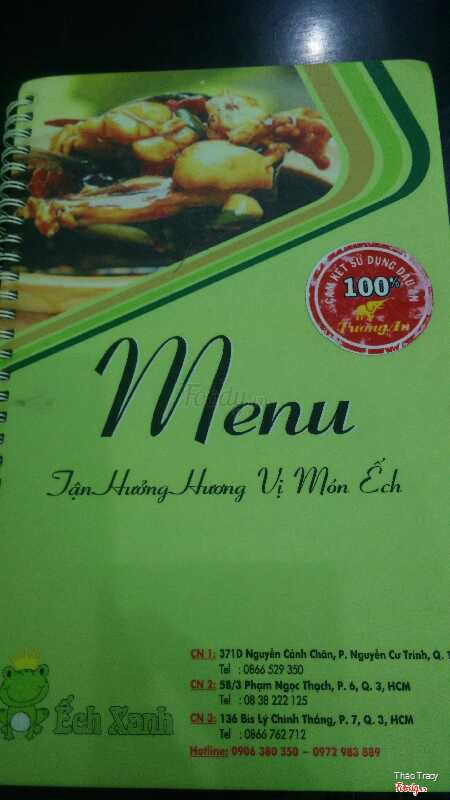 CAM KẾT SỬ DỤNG DẦU ĂN
100%
Tường An
Menu
Foody.vn
Tận Hưởng Hương Vị Món Ếch
Ếch Xanh
CN 1: 371D Nguyễn Cảnh Chân, P. Nguyễn Cư Trinh, Q. 1
Tel : 0866 529 350
CN 2: 5B/3 Phạm Ngọc Thạch, P. 6, Q. 3, HCM
Tel : 08 38 222 125
CN 3: 136 Bis Lý Chính Thắng, P. 7, Q. 3, HCM
Tel : 0866 762 712
Hotline: 0906 380 350 – 0972 983 889
Thảo Tracy
Foody.vn